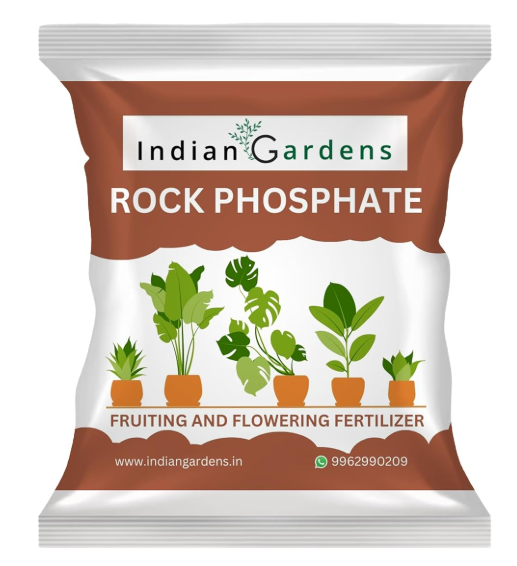 Indian Gardens
ROCK PHOSPHATE
FRUITING AND FLOWERING FERTILIZER
www.indiangardens.in 9962990209